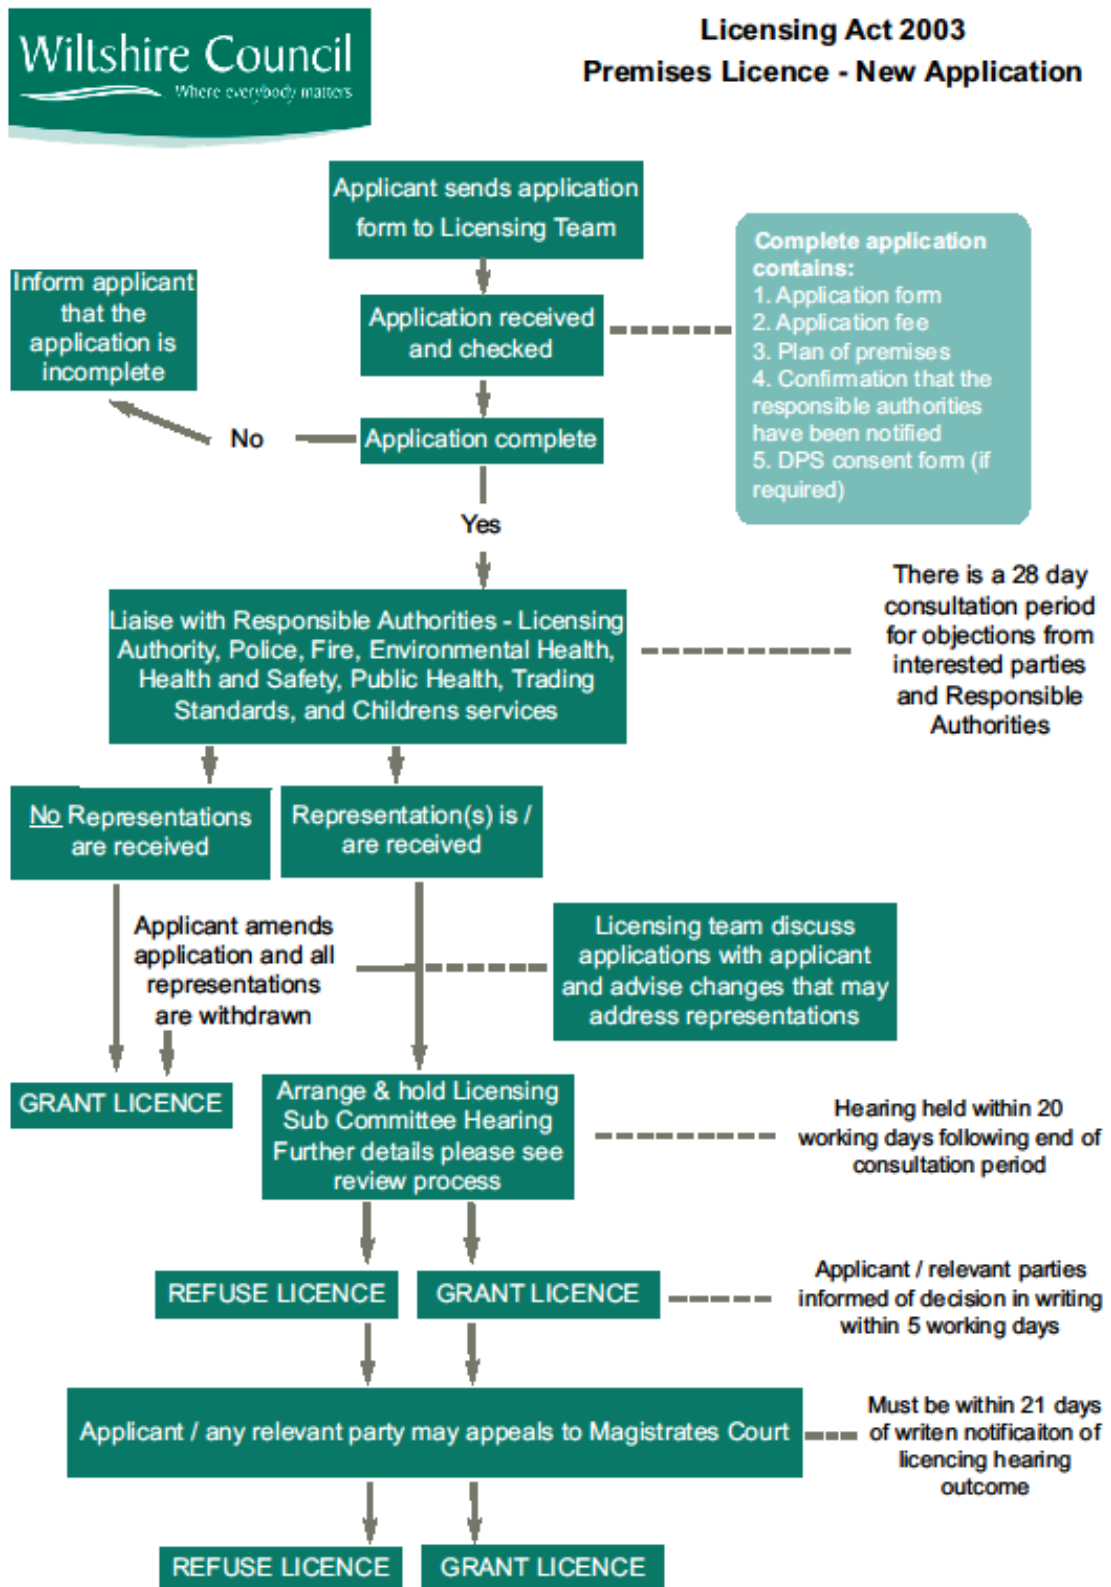 Wiltshire Council
Where everybody matters
Licensing Act 2003
Premises Licence - New Application
Applicant sends application
form to Licensing Team
Complete application
contains:
1. Application form
2. Application fee
3. Plan of premises
4. Confirmation that the
responsible authorities
have been notified
5. DPS consent form (if
required)
Inform applicant
that the
application is
incomplete
Application received
and checked
No
Application complete
Yes
There is a 28 day
consultation period
for objections from
interested parties
and Responsible
Authorities
Liaise with Responsible Authorities - Licensing
Authority, Police, Fire, Environmental Health,
Health and Safety, Public Health, Trading
Standards, and Childrens services
No Representations
are received
Representation(s) is /
are received
Applicant amends
application and all
representations
are withdrawn
Licensing team discuss
applications with applicant
and advise changes that may
address representations
GRANT LICENCE
Arrange & hold Licensing
Sub Committee Hearing
Further details please see
review process
Hearing held within 20
working days following end of
consultation period
REFUSE LICENCE
GRANT LICENCE
Applicant / relevant parties
informed of decision in writing
within 5 working days
Applicant / any relevant party may appeals to Magistrates Court
Must be within 21 days
of writen notificaiton of
licencing hearing
outcome
REFUSE LICENCE
GRANT LICENCE